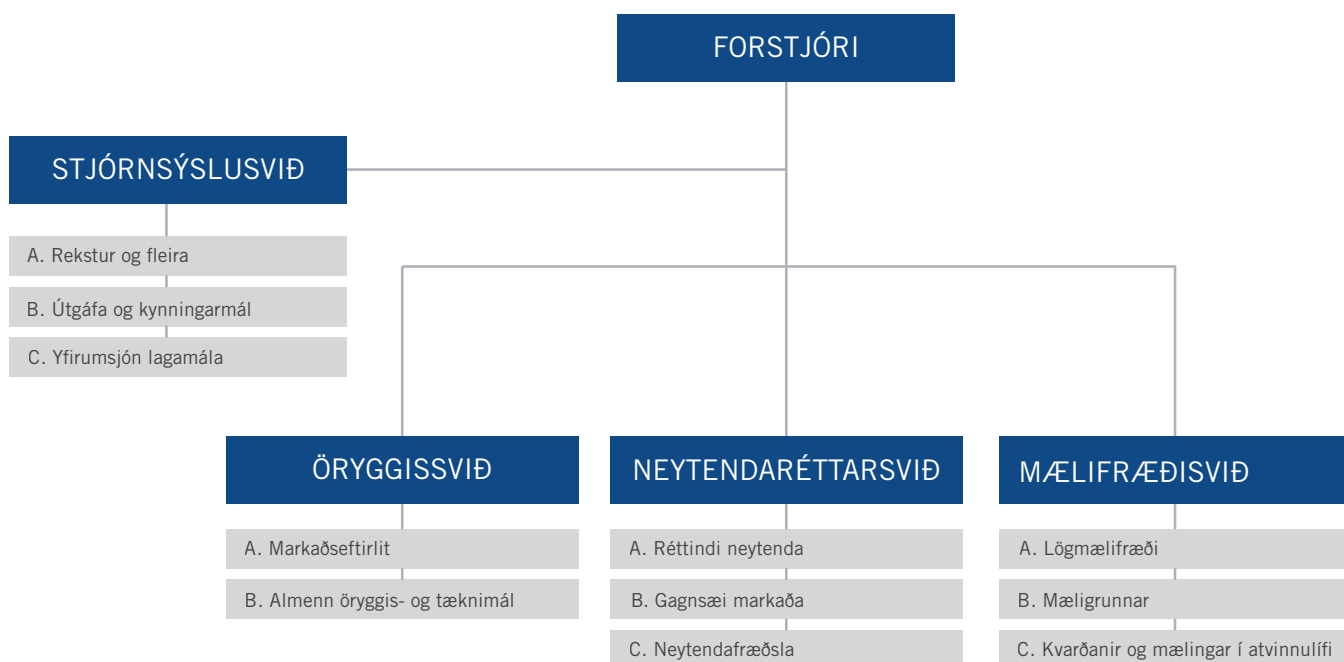 FORSTJÓRI
STJÓRNSÝSLUSVIÐ
A. Rekstur og fleira
B. Útgáfa og kynningarmál
C. Yfirumsjón lagamála
ÖRYGGISSVIÐ
A. Markaðseftirlit
B. Almenn öryggis- og tæknimál
NEYTENDARÉTTARSVIÐ
A. Réttindi neytenda
B. Gagnsæi markaða
C. Neytendafræðsla
MÆLIFRÆÐISVIÐ
A. Lögmælifræði
B. Mæligrunnar
C. Kvarðanir og mælingar í atvinnulífi